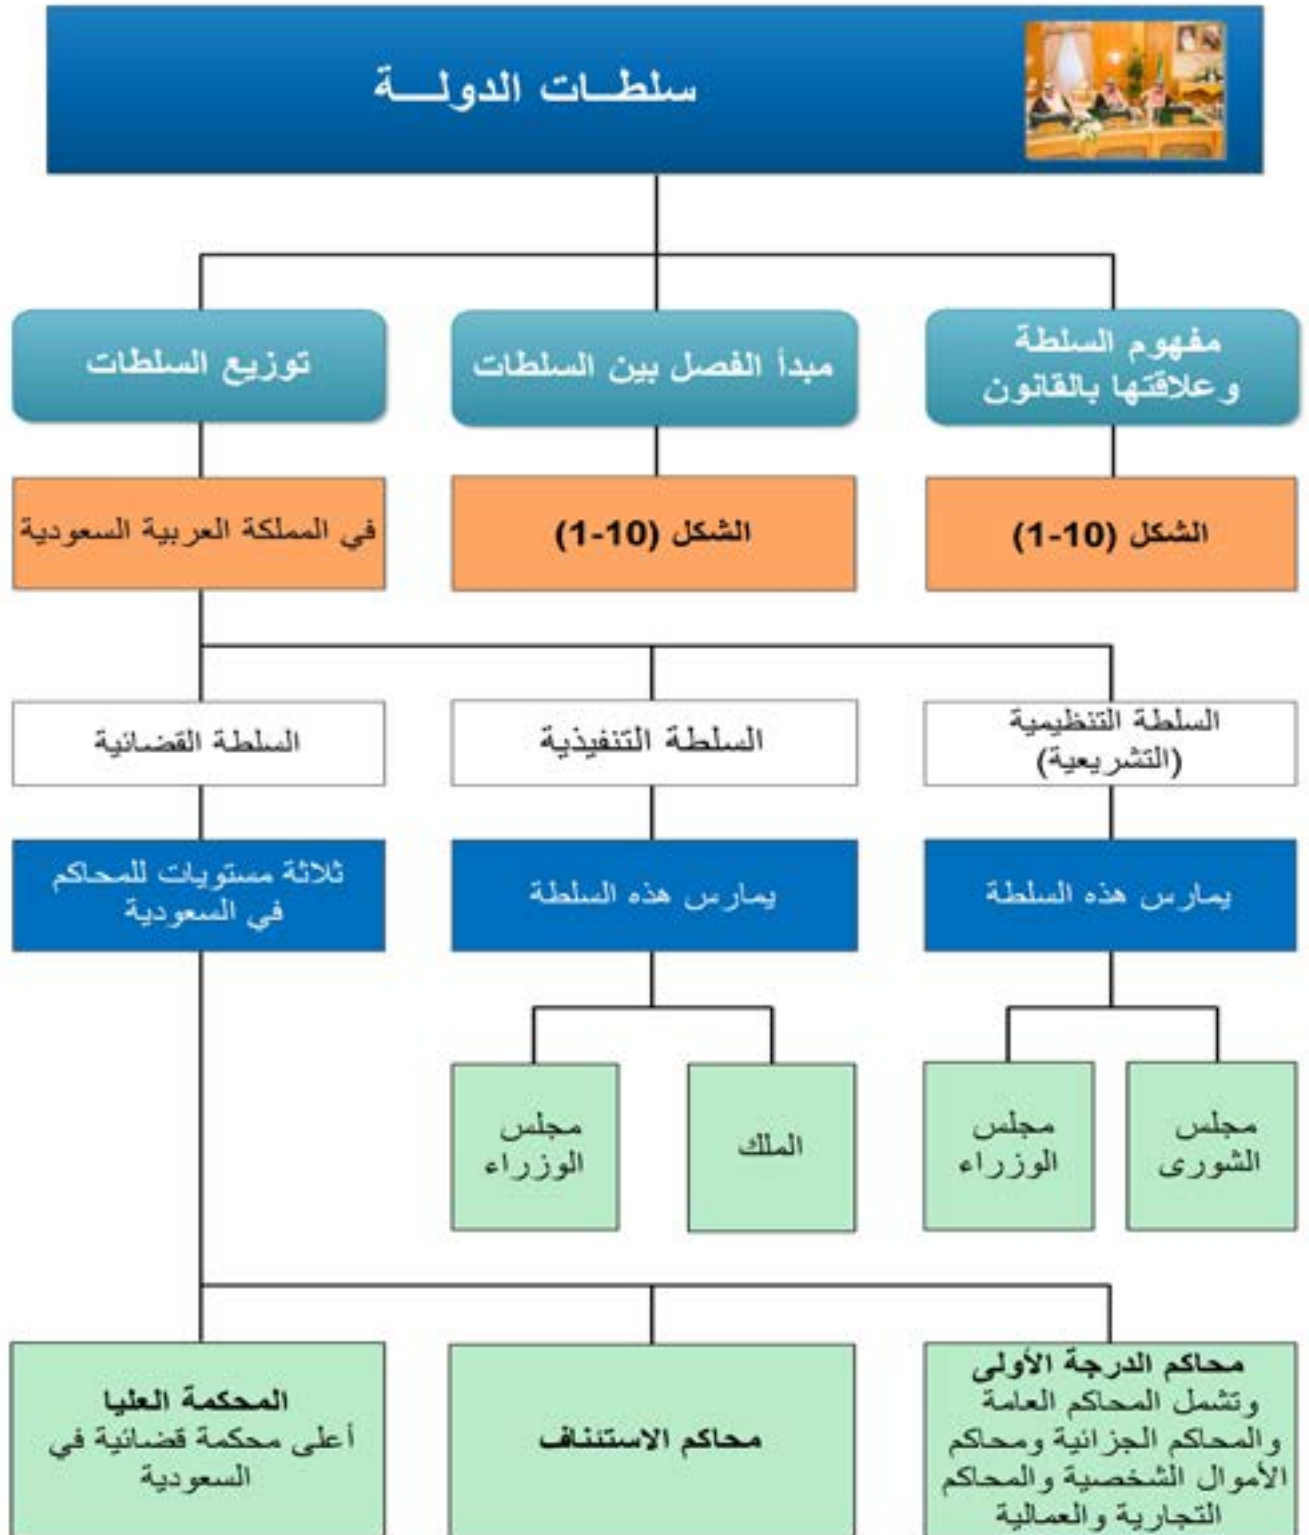 سلطــات الدولــــة
مفهوم السلطة
وعلاقتها بالقانون
مبدأ الفصل بين السلطات
توزيع السلطات
الشكل (10-1)
الشكل (10-1)
في المملكة العربية السعودية
السلطة التنظيمية
(التشريعية)
السلطة التنفيذية
السلطة القضائية
يمارس هذه السلطة
يمارس هذه السلطة
ثلاثة مستويات للمحاكم
في السعودية
مجلس
الشورى
مجلس
الوزراء
الملك
مجلس
الوزراء
محاكم الدرجة الأولى
وتشمل المحاكم العامة
والمحاكم الجزائية ومحاكم
الأموال الشخصية والمحاكم
التجارية والعمالية
محاكم الاستئناف
المحكمة العليا
أعلى محكمة قضائية في
السعودية